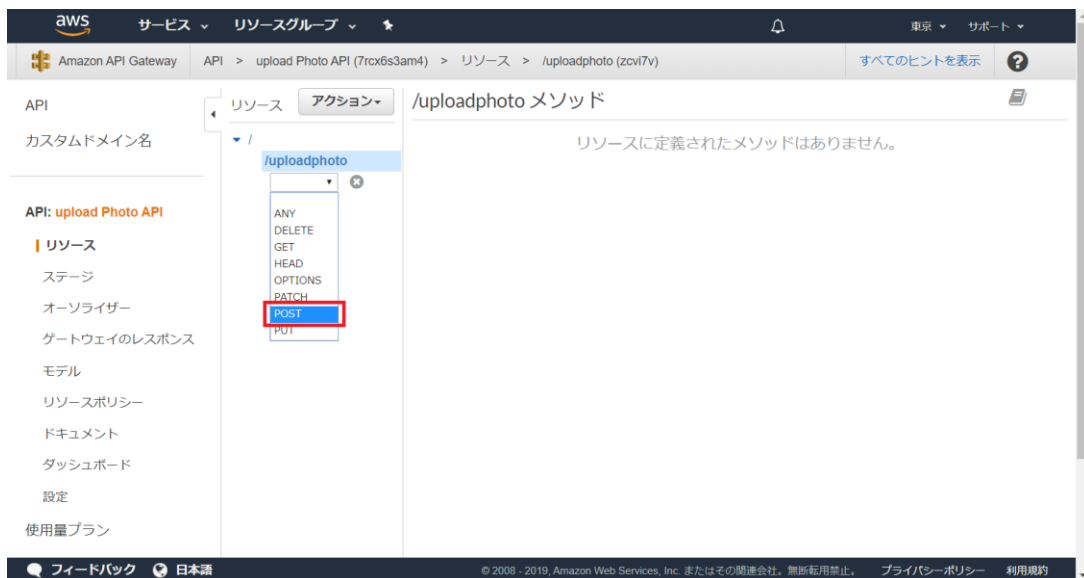 aws サービス リソースグループ 東京 サポート
Amazon API Gateway API > upload Photo API (7rcx6s3am4) > リソース > /uploadphoto (zcvi7v) すべてのヒントを表示
API
カスタムドメイン名
API: upload Photo API
リソース
ステージ
オーソライザー
ゲートウェイのレスポンス
モデル
リソースポリシー
ドキュメント
ダッシュボード
設定
使用量プラン
リソース アクション
/
/uploadphoto
ANY
DELETE
GET
HEAD
OPTIONS
PATCH
POST
PUT
/uploadphoto メソッド
リソースに定義されたメソッドはありません。
フィードバック 日本語 © 2008 - 2019, Amazon Web Services, Inc. またはその関連会社。無断転用禁止。 プライバシーポリシー 利用規約